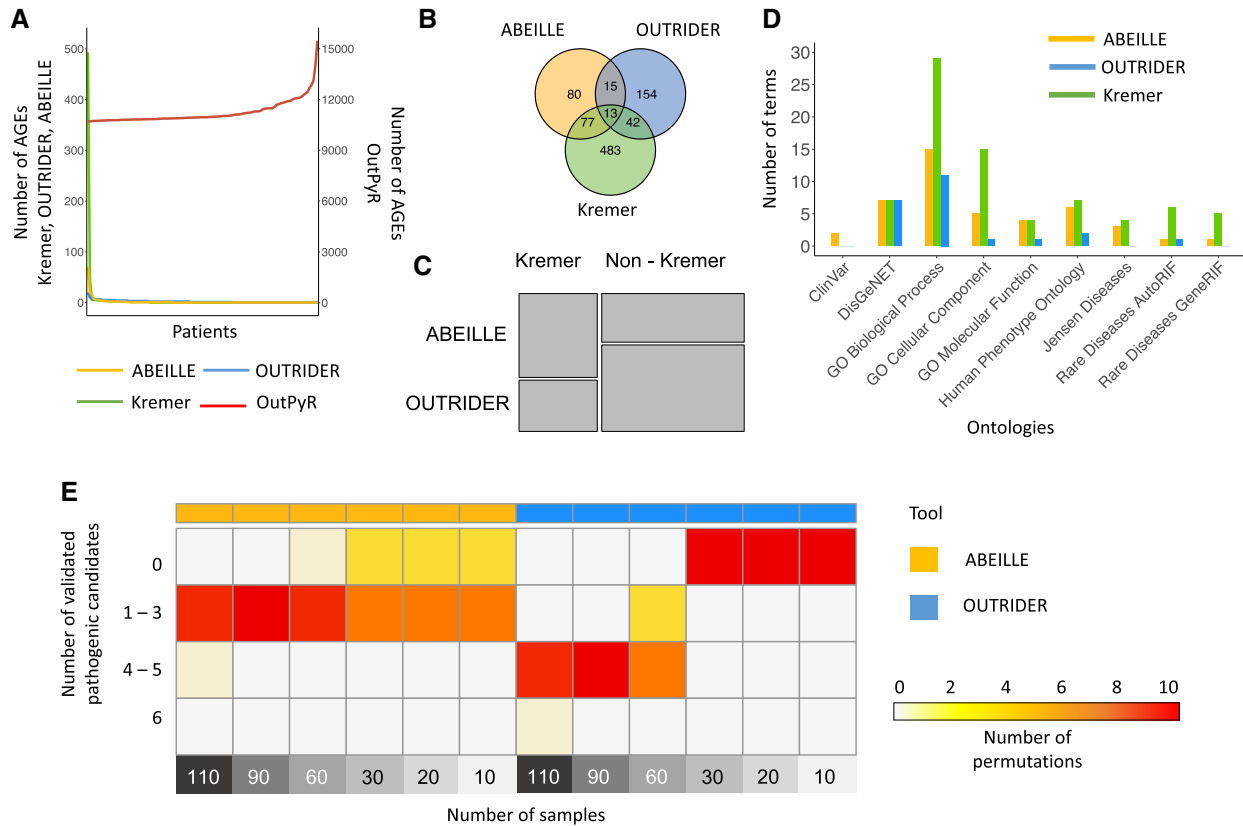 A
Number of AGEs
Kremer, OUTRIDER, ABEILLE
500
400
300
200
100
0
15000
12000
9000
6000
3000
0
Number of AGEs
OutPyR
Patients
ABEILLE
OUTRIDER
Kremer
OutPyR
B
ABEILLE
OUTRIDER
80
15
154
13
77
42
483
Kremer
C
Kremer
Non - Kremer
ABEILLE
OUTRIDER
D
ABEILLE
OUTRIDER
Kremer
Number of terms
30
25
20
15
10
5
0
ClinVar
DisGeNET
GO Biological Process
GO Cellular Component
GO Molecular Function
Human Phenotype Ontology
Jensen Diseases
Rare Diseases AutoRIF
Rare Diseases GeneRIF
Ontologies
E
Number of validated
pathogenic candidates
0
1 – 3
4 – 5
6
110 90 60 30 20 10 110 90 60 30 20 10
Number of samples
Tool
ABEILLE
OUTRIDER
0 2 4 6 8 10
Number of
permutations